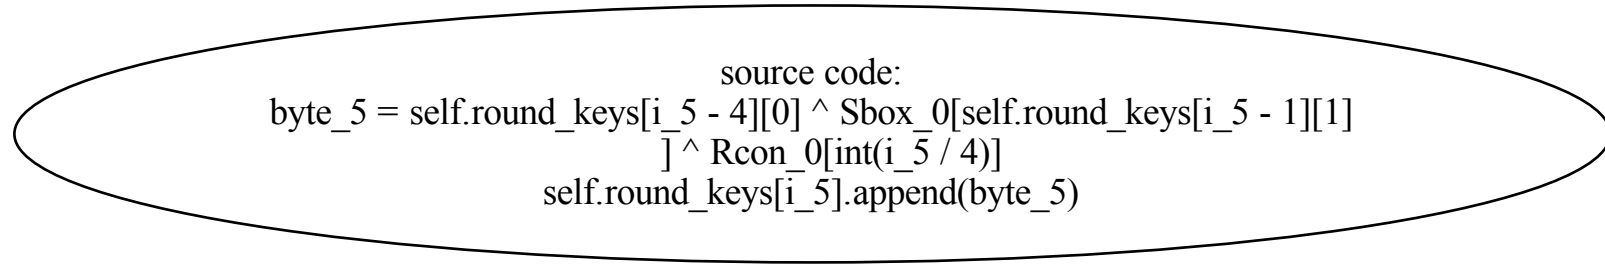 source code:
byte_5 = self.round_keys[i_5 - 4][0] ^ Sbox_0[self.round_keys[i_5 - 1][1]
] ^ Rcon_0[int(i_5 / 4)]
self.round_keys[i_5].append(byte_5)